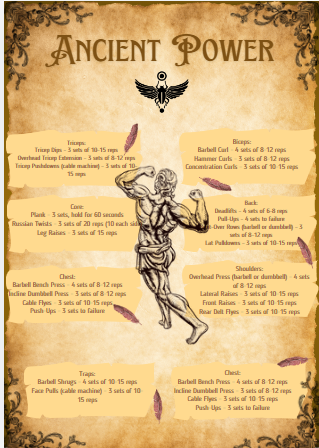 ANCIENT POWER
Triceps:
Tricep Dips - 3 sets of 10-15 reps
Overhead Tricep Extension - 3 sets of 8-12 reps
Tricep Pushdowns (cable machine) - 3 sets of 10-
15 reps
Biceps:
Barbell Curl - 4 sets of 8-12 reps
Hammer Curls - 3 sets of 8-12 reps
Concentration Curls - 3 sets of 10-15 reps
Core:
Plank - 3 sets, hold for 60 seconds
Russian Twists - 3 sets of 20 reps (10 each side
Leg Raises - 3 sets of 15 reps
Back:
Deadlifts - 4 sets of 6-8 reps
Pull-Ups - 4 sets to failure
-Over Rows (barbell or dumbbell) - 3
sets of 8-12 reps
Lat Pulldowns - 3 sets of 10-15 reps
Chest:
Barbell Bench Press - 4 sets of 8-12 reps
Incline Dumbbell Press - 3 sets of 8-12 reps
Cable Flyes - 3 sets of 10-15 reps
Push-Ups - 3 sets to failure
Shoulders:
Overhead Press (barbell or dumbbell) - 4 sets
of 8-12 reps
Lateral Raises - 3 sets of 10-15 reps
Front Raises - 3 sets of 10-15 reps
Rear Delt Flyes - 3 sets of 10-15 reps
Traps:
Barbell Shrugs - 4 sets of 10-15 reps
Face Pulls (cable machine) - 3 sets of 10-
15 reps
Chest:
Barbell Bench Press - 4 sets of 8-12 reps
Incline Dumbbell Press - 3 sets of 8-12 reps
Cable Flyes - 3 sets of 10-15 reps
Push-Ups - 3 sets to failure